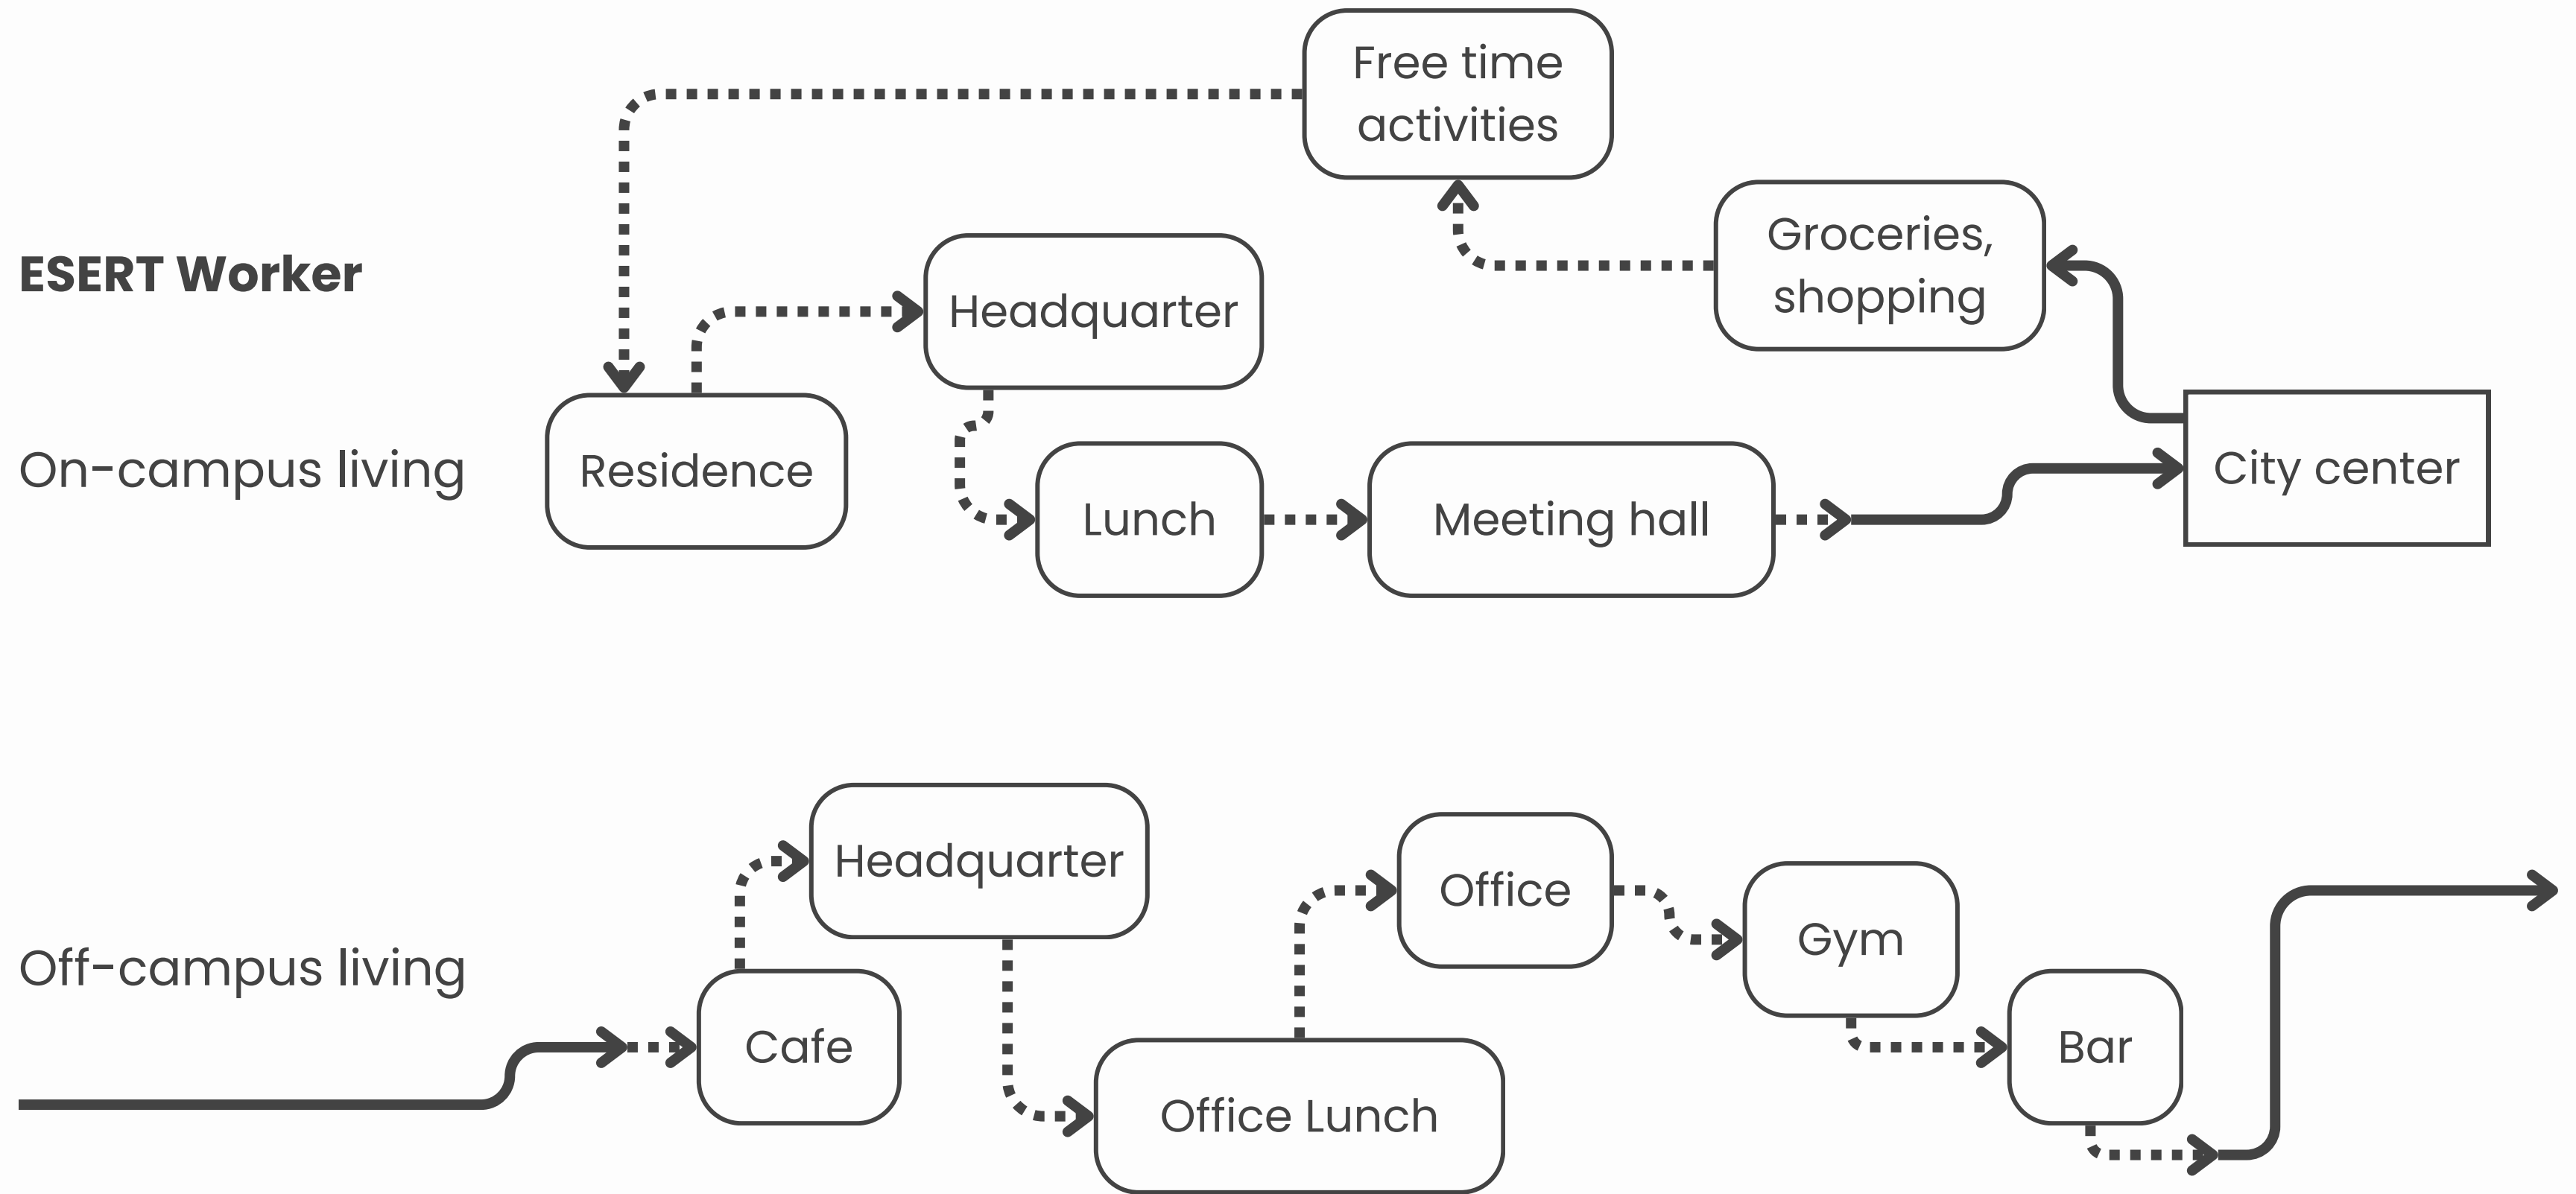 Free time
activities
Groceries,
shopping
ESERT Worker
Headquarter
On-campus living
Residence
Lunch
Meeting hall
City center
Headquarter
Office
Gym
Off-campus living
Cafe
Bar
Office Lunch